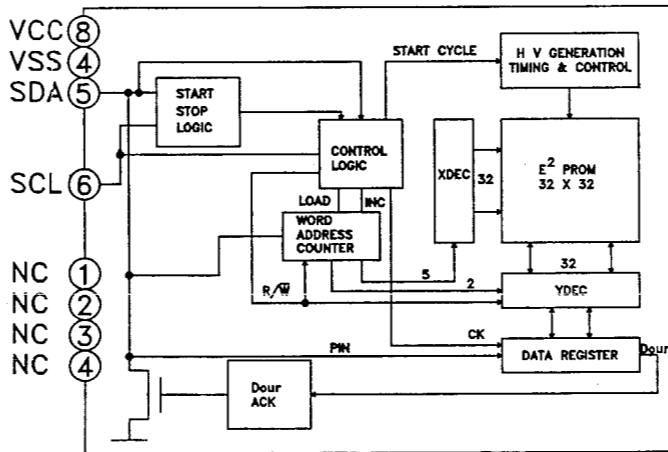 VCC 8
VSS 4
SDA 5
SCL 6
NC 1
NC 2
NC 3
NC 4
START
STOP
LOGIC
START CYCLE
H V GENERATION
TIMING & CONTROL
CONTROL
LOGIC
LOAD
INC
WORD
ADDRESS
COUNTER
XDEC
32
E² PROM
32 X 32
32
5
2
YDEC
R/W̅
CK
PIN
DATA REGISTER
Dour
Dour
ACK